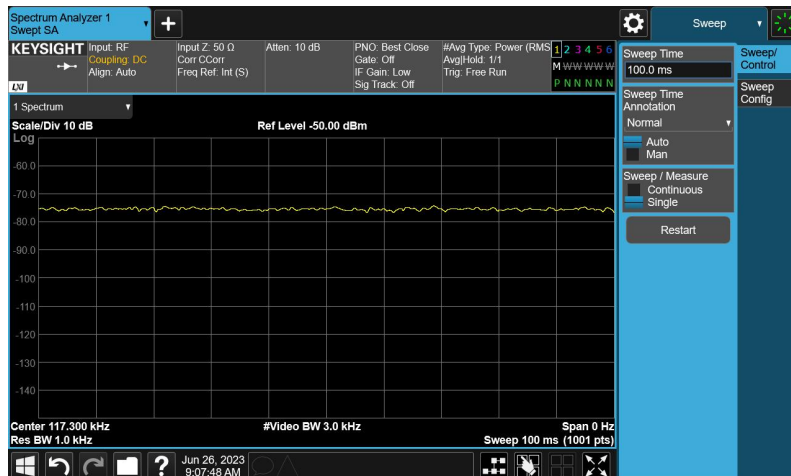 Spectrum Analyzer 1
Swept SA
Sweep
KEYSIGHT
Input: RF
Coupling: DC
Align: Auto
Input Z: 50 Ω
Corr CCorr
Freq Ref: Int (S)
Atten: 10 dB
PNO: Best Close
Gate: Off
IF Gain: Low
Sig Track: Off
#Avg Type: Power (RMS
Avg|Hold: 1/1
Trig: Free Run
1 2 3 4 5 6
M W W W W W
P N N N N N
LXI
Sweep Time
100.0 ms
Sweep Time
Annotation
Normal
Auto
Man
Sweep / Measure
Continuous
Single
Restart
Sweep/
Control
Sweep
Config
1 Spectrum
Scale/Div 10 dB
Ref Level -50.00 dBm
Log
-60.0
-70.0
-80.0
-90.0
-100
-110
-120
-130
-140
Center 117.300 kHz
#Video BW 3.0 kHz
Span 0 Hz
Res BW 1.0 kHz
Sweep 100 ms (1001 pts)
?
Jun 26, 2023
9:07:48 AM